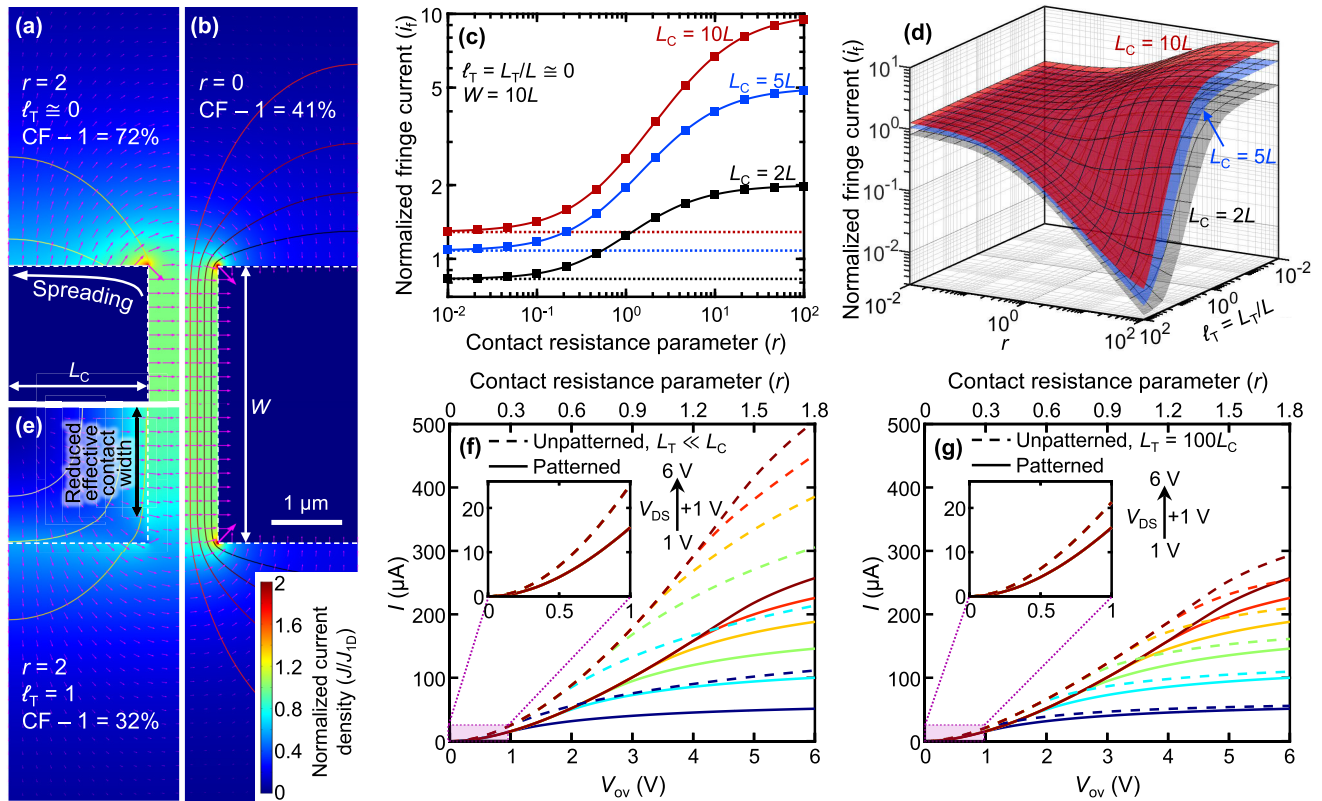 (a)
r = 2
ℓT ≅ 0
CF – 1 = 72%
Spreading
LC
(b)
r = 0
CF – 1 = 41%
W
1 μm
(e)
Reduced
effective
contact
width
r = 2
ℓT = 1
CF – 1 = 32%
2
1.6
1.2
0.8
0.4
0
Normalized current
density (J/J1D)
(c)
LC = 10L
ℓT = LT/L ≅ 0
W = 10L
LC = 5L
LC = 2L
10
5
2
1
Normalized fringe current (if)
10-2
10-1
100
101
102
Contact resistance parameter (r)
(d)
LC = 10L
LC = 5L
LC = 2L
101
100
10-1
10-2
Normalized fringe current (if)
10-2
100
102
r
102
100
10-2
ℓT = LT/L
Contact resistance parameter (r)
0 0.3 0.6 0.9 1.2 1.5 1.8
(f)
Unpatterned, LT ≪ LC
Patterned
6 V
VDS +1 V
1 V
20
10
0
0 0.5 1
500
400
300
200
100
0
I (μA)
0 1 2 3 4 5 6
Vov (V)
Contact resistance parameter (r)
0 0.3 0.6 0.9 1.2 1.5 1.8
(g)
Unpatterned, LT = 100LC
Patterned
6 V
VDS +1 V
1 V
20
10
0
0 0.5 1
500
400
300
200
100
0
I (μA)
0 1 2 3 4 5 6
Vov (V)